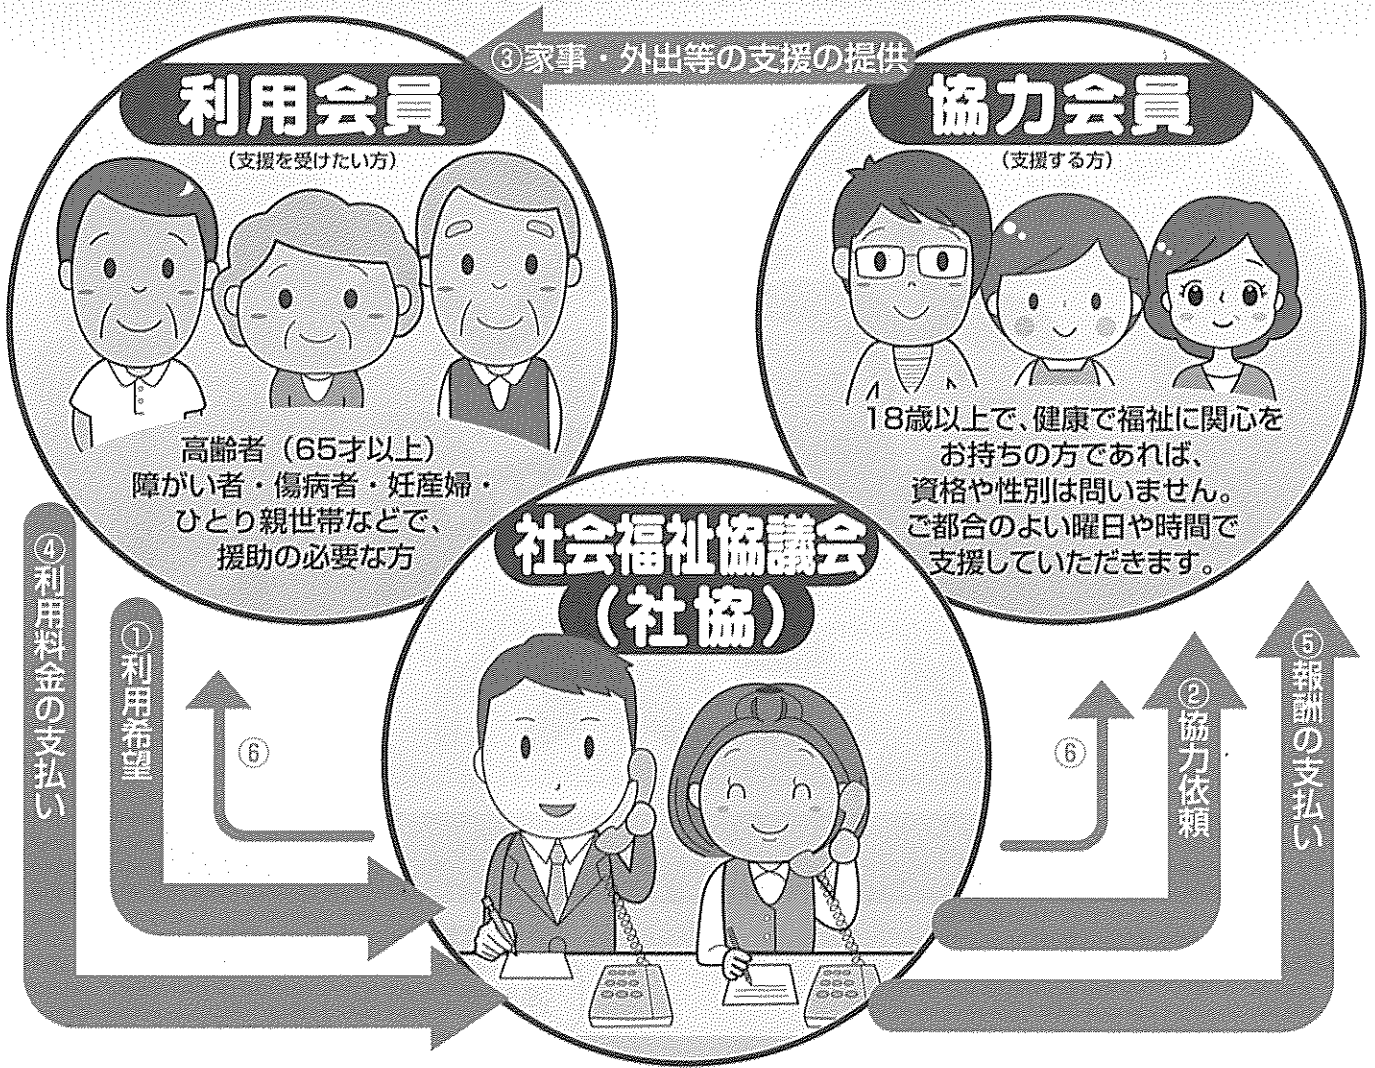 ③家事・外出等の支援の提供
利用会員
（支援を受けたい方）
高齢者（65才以上）
障がい者・傷病者・妊産婦・
ひとり親世帯などで、
援助の必要な方
協力会員
（支援する方）
18歳以上で、健康で福祉に関心を
お持ちの方であれば、
資格や性別は問いません。
ご都合のよい曜日や時間で
支援していただきます。
社会福祉協議会
（社協）
④利用料金の支払い
①利用希望
⑥
⑥
②協力依頼
⑤報酬の支払い